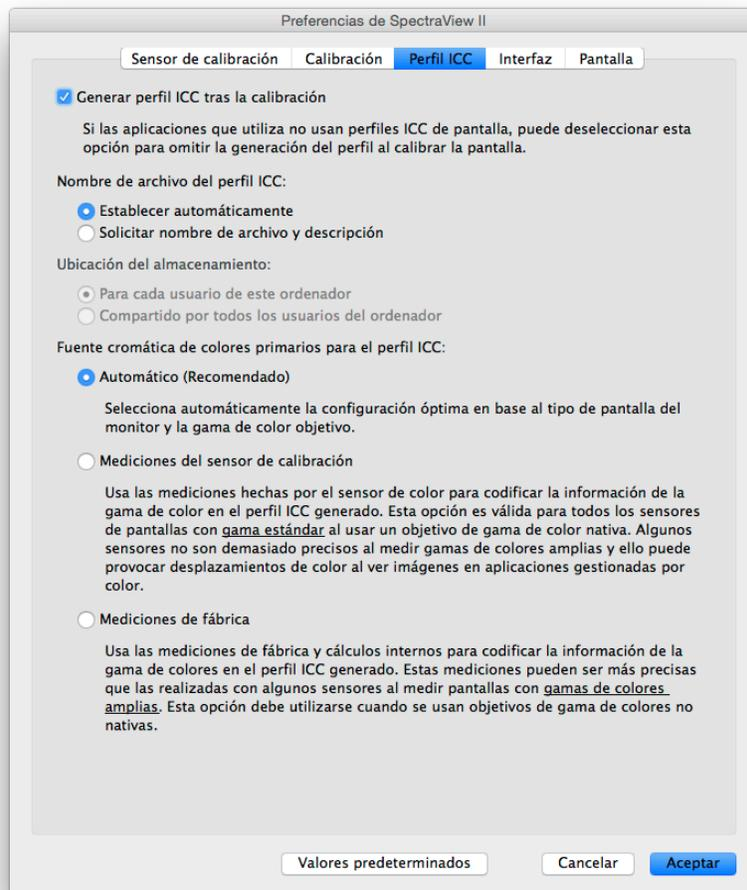 Preferencias de SpectraView II
Sensor de calibración Calibración Perfil ICC Interfaz Pantalla
Generar perfil ICC tras la calibración
Si las aplicaciones que utiliza no usan perfiles ICC de pantalla, puede deseleccionar esta
opción para omitir la generación del perfil al calibrar la pantalla.
Nombre de archivo del perfil ICC:
Establecer automáticamente
Solicitar nombre de archivo y descripción
Ubicación del almacenamiento:
Para cada usuario de este ordenador
Compartido por todos los usuarios del ordenador
Fuente cromática de colores primarios para el perfil ICC:
Automático (Recomendado)
Selecciona automáticamente la configuración óptima en base al tipo de pantalla del
monitor y la gama de color objetivo.
Mediciones del sensor de calibración
Usa las mediciones hechas por el sensor de color para codificar la información de la
gama de color en el perfil ICC generado. Esta opción es válida para todos los sensores
de pantallas con gama estándar al usar un objetivo de gama de color nativa. Algunos
sensores no son demasiado precisos al medir gamas de colores amplias y ello puede
provocar desplazamientos de color al ver imágenes en aplicaciones gestionadas por
color.
Mediciones de fábrica
Usa las mediciones de fábrica y cálculos internos para codificar la información de la
gama de colores en el perfil ICC generado. Estas mediciones pueden ser más precisas
que las realizadas con algunos sensores al medir pantallas con gamas de colores
amplias. Esta opción debe utilizarse cuando se usan objetivos de gama de colores no
nativas.
Valores predeterminados Cancelar Aceptar